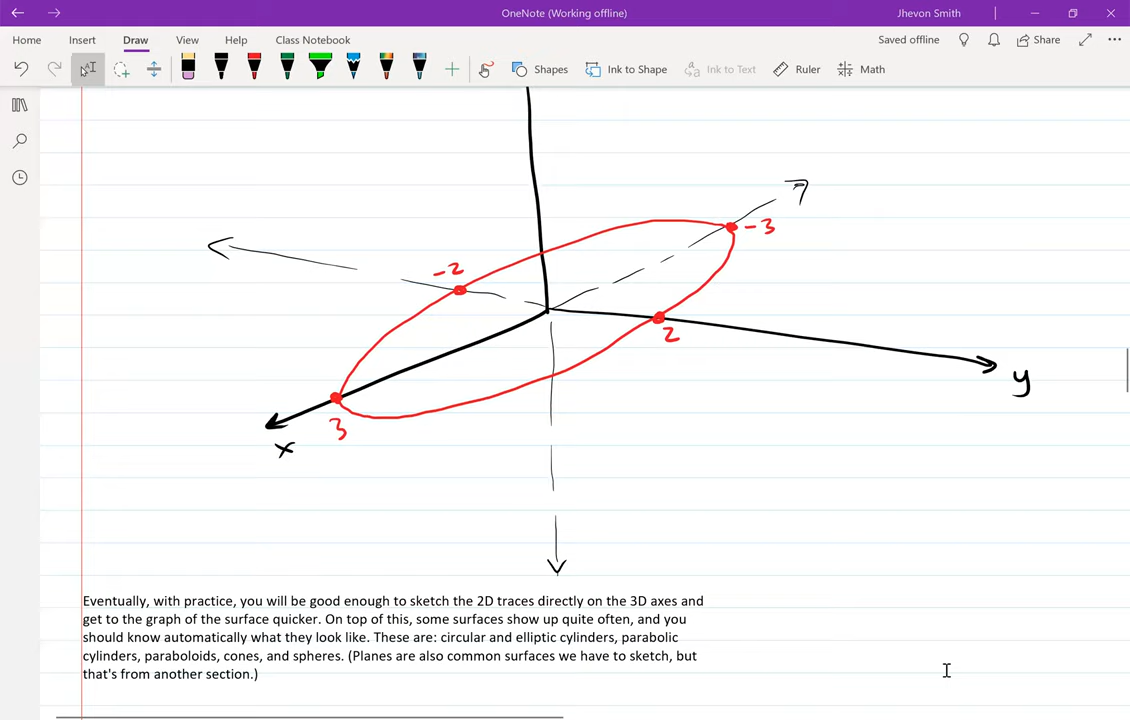 OneNote (Working offline)
Jhevon Smith
Home Insert Draw View Help Class Notebook
Saved offline
Share
Shapes
Ink to Shape
Ink to Text
Ruler
Math
-3
-2
2
y
3
x
Eventually, with practice, you will be good enough to sketch the 2D traces directly on the 3D axes and
get to the graph of the surface quicker. On top of this, some surfaces show up quite often, and you
should know automatically what they look like. These are: circular and elliptic cylinders, parabolic
cylinders, paraboloids, cones, and spheres. (Planes are also common surfaces we have to sketch, but
that's from another section.)